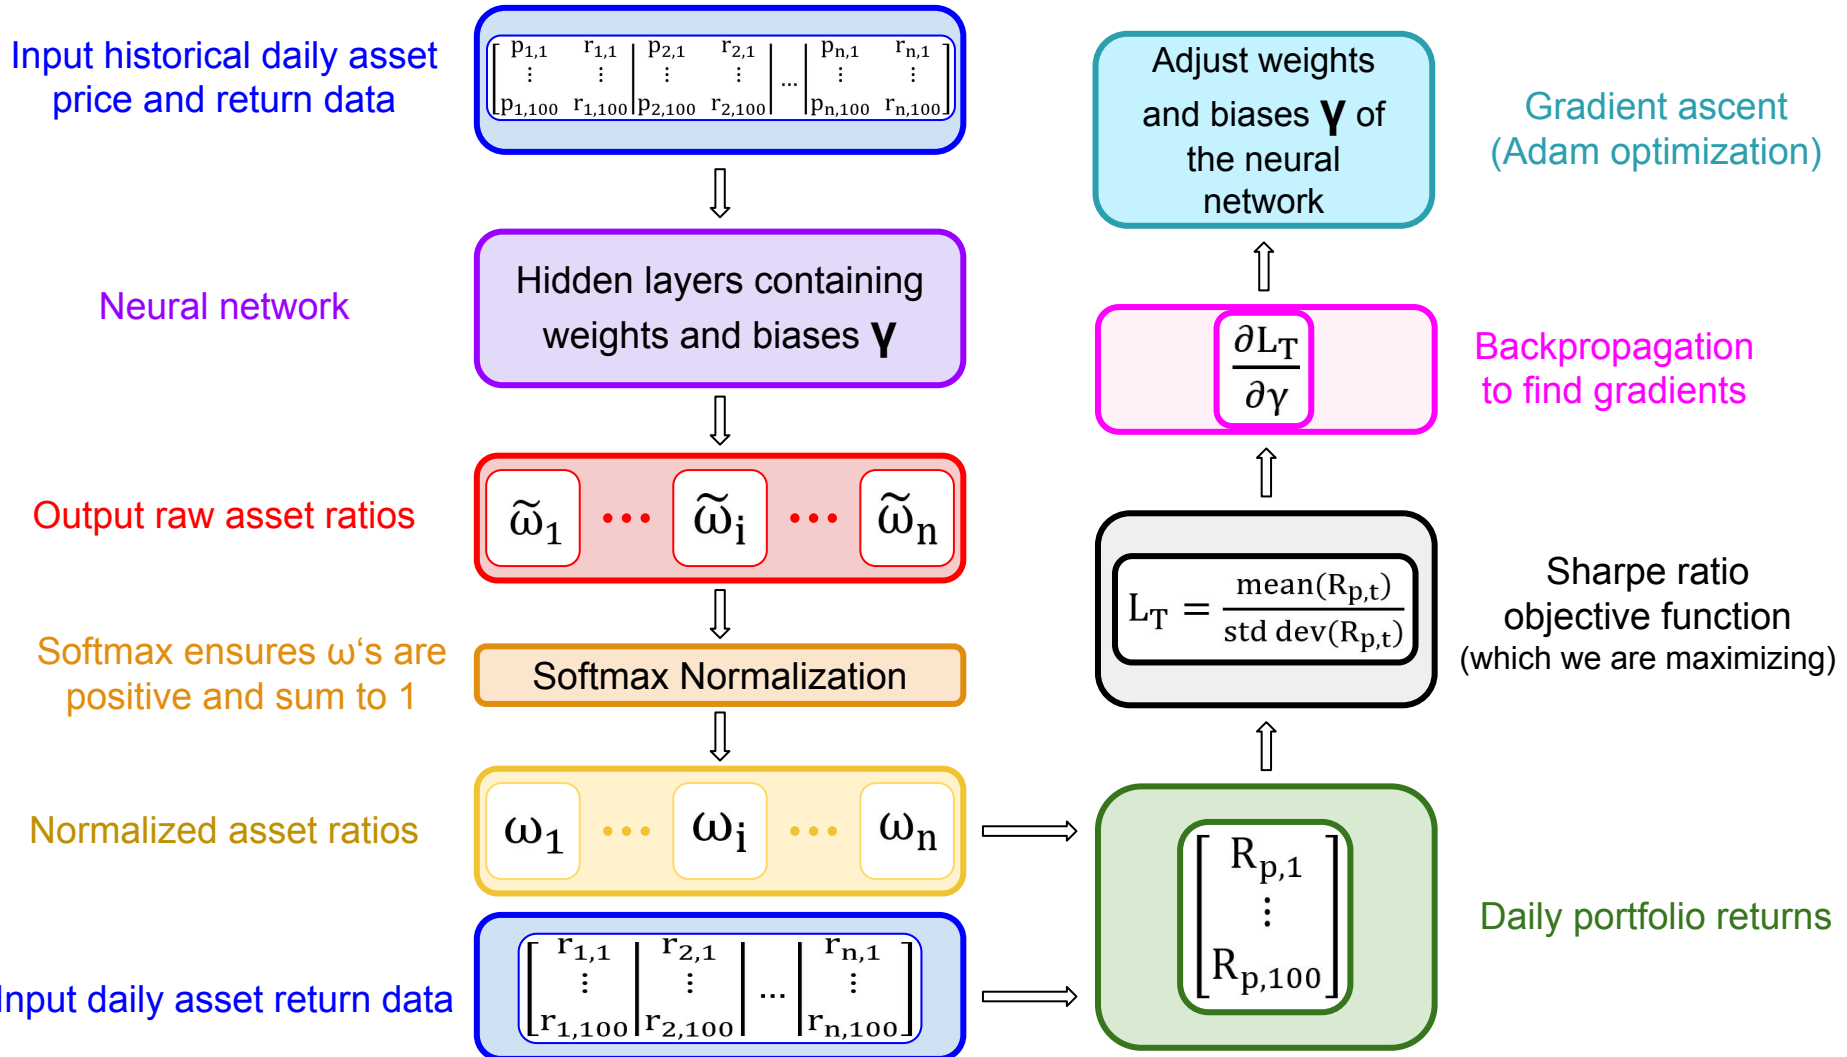 Input historical daily asset
price and return data
[p1,1 r1,1 | p2,1 r2,1 | ... | pn,1 rn,1]
⋮ ⋮ ⋮ ⋮ ⋮ ⋮
p1,100 r1,100 p2,100 r2,100 pn,100 rn,100
Neural network
Hidden layers containing
weights and biases γ
Output raw asset ratios
ω̃1 ••• ω̃i ••• ω̃n
Softmax ensures ω‘s are
positive and sum to 1
Softmax Normalization
Normalized asset ratios
ω1 ••• ωi ••• ωn
Input daily asset return data
[r1,1 | r2,1 | ... | rn,1]
⋮ ⋮ ⋮
r1,100 r2,100 rn,100
Adjust weights
and biases γ of
the neural
network
Gradient ascent
(Adam optimization)
∂LT
∂γ
Backpropagation
to find gradients
LT = mean(Rp,t)
std dev(Rp,t)
Sharpe ratio
objective function
(which we are maximizing)
Rp,1
⋮
Rp,100
Daily portfolio returns